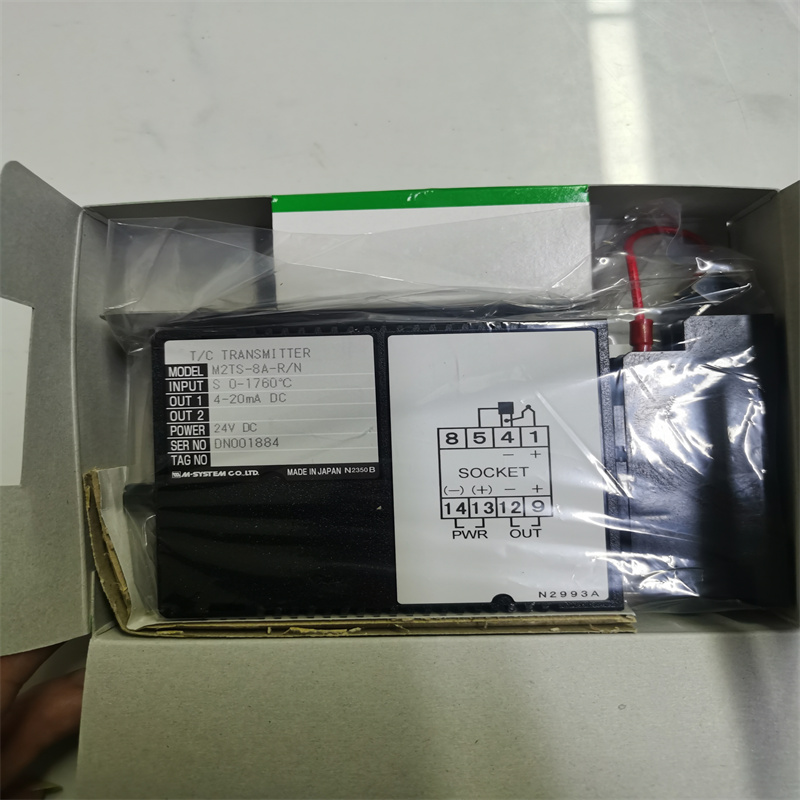 T/C TRANSMITTER
MODEL M2TS-8A-R/N
INPUT S 0-1760℃
OUT 1 4-20mA DC
OUT 2
POWER 24V DC
SER NO DN001884
TAG NO
M-SYSTEM CO.,LTD. MADE IN JAPAN N2350 B
8 5 4 1
− +
SOCKET
(−) (+) − +
14 13 12 9
PWR OUT
N2993A